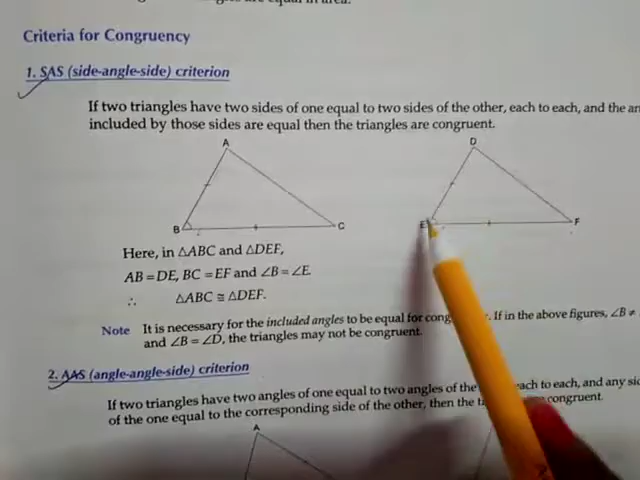 equal in area.
Criteria for Congruency
1. SAS (side-angle-side) criterion
If two triangles have two sides of one equal to two sides of the other, each to each, and the
included by those sides are equal then the triangles are congruent.
A D
B C E F
Here, in △ABC and △DEF,
AB = DE, BC = EF and ∠B = ∠E.
∴ △ABC ≅ △DEF.
Note It is necessary for the included angles to be equal for If in the above figures, ∠B ≠
and ∠B = ∠D, the triangles may not be congruent.
2. AAS (angle-angle-side) criterion
If two triangles have two angles of one equal to two angles of the each to each, and any
of the one equal to the corresponding side of the other, then the congruent.
A